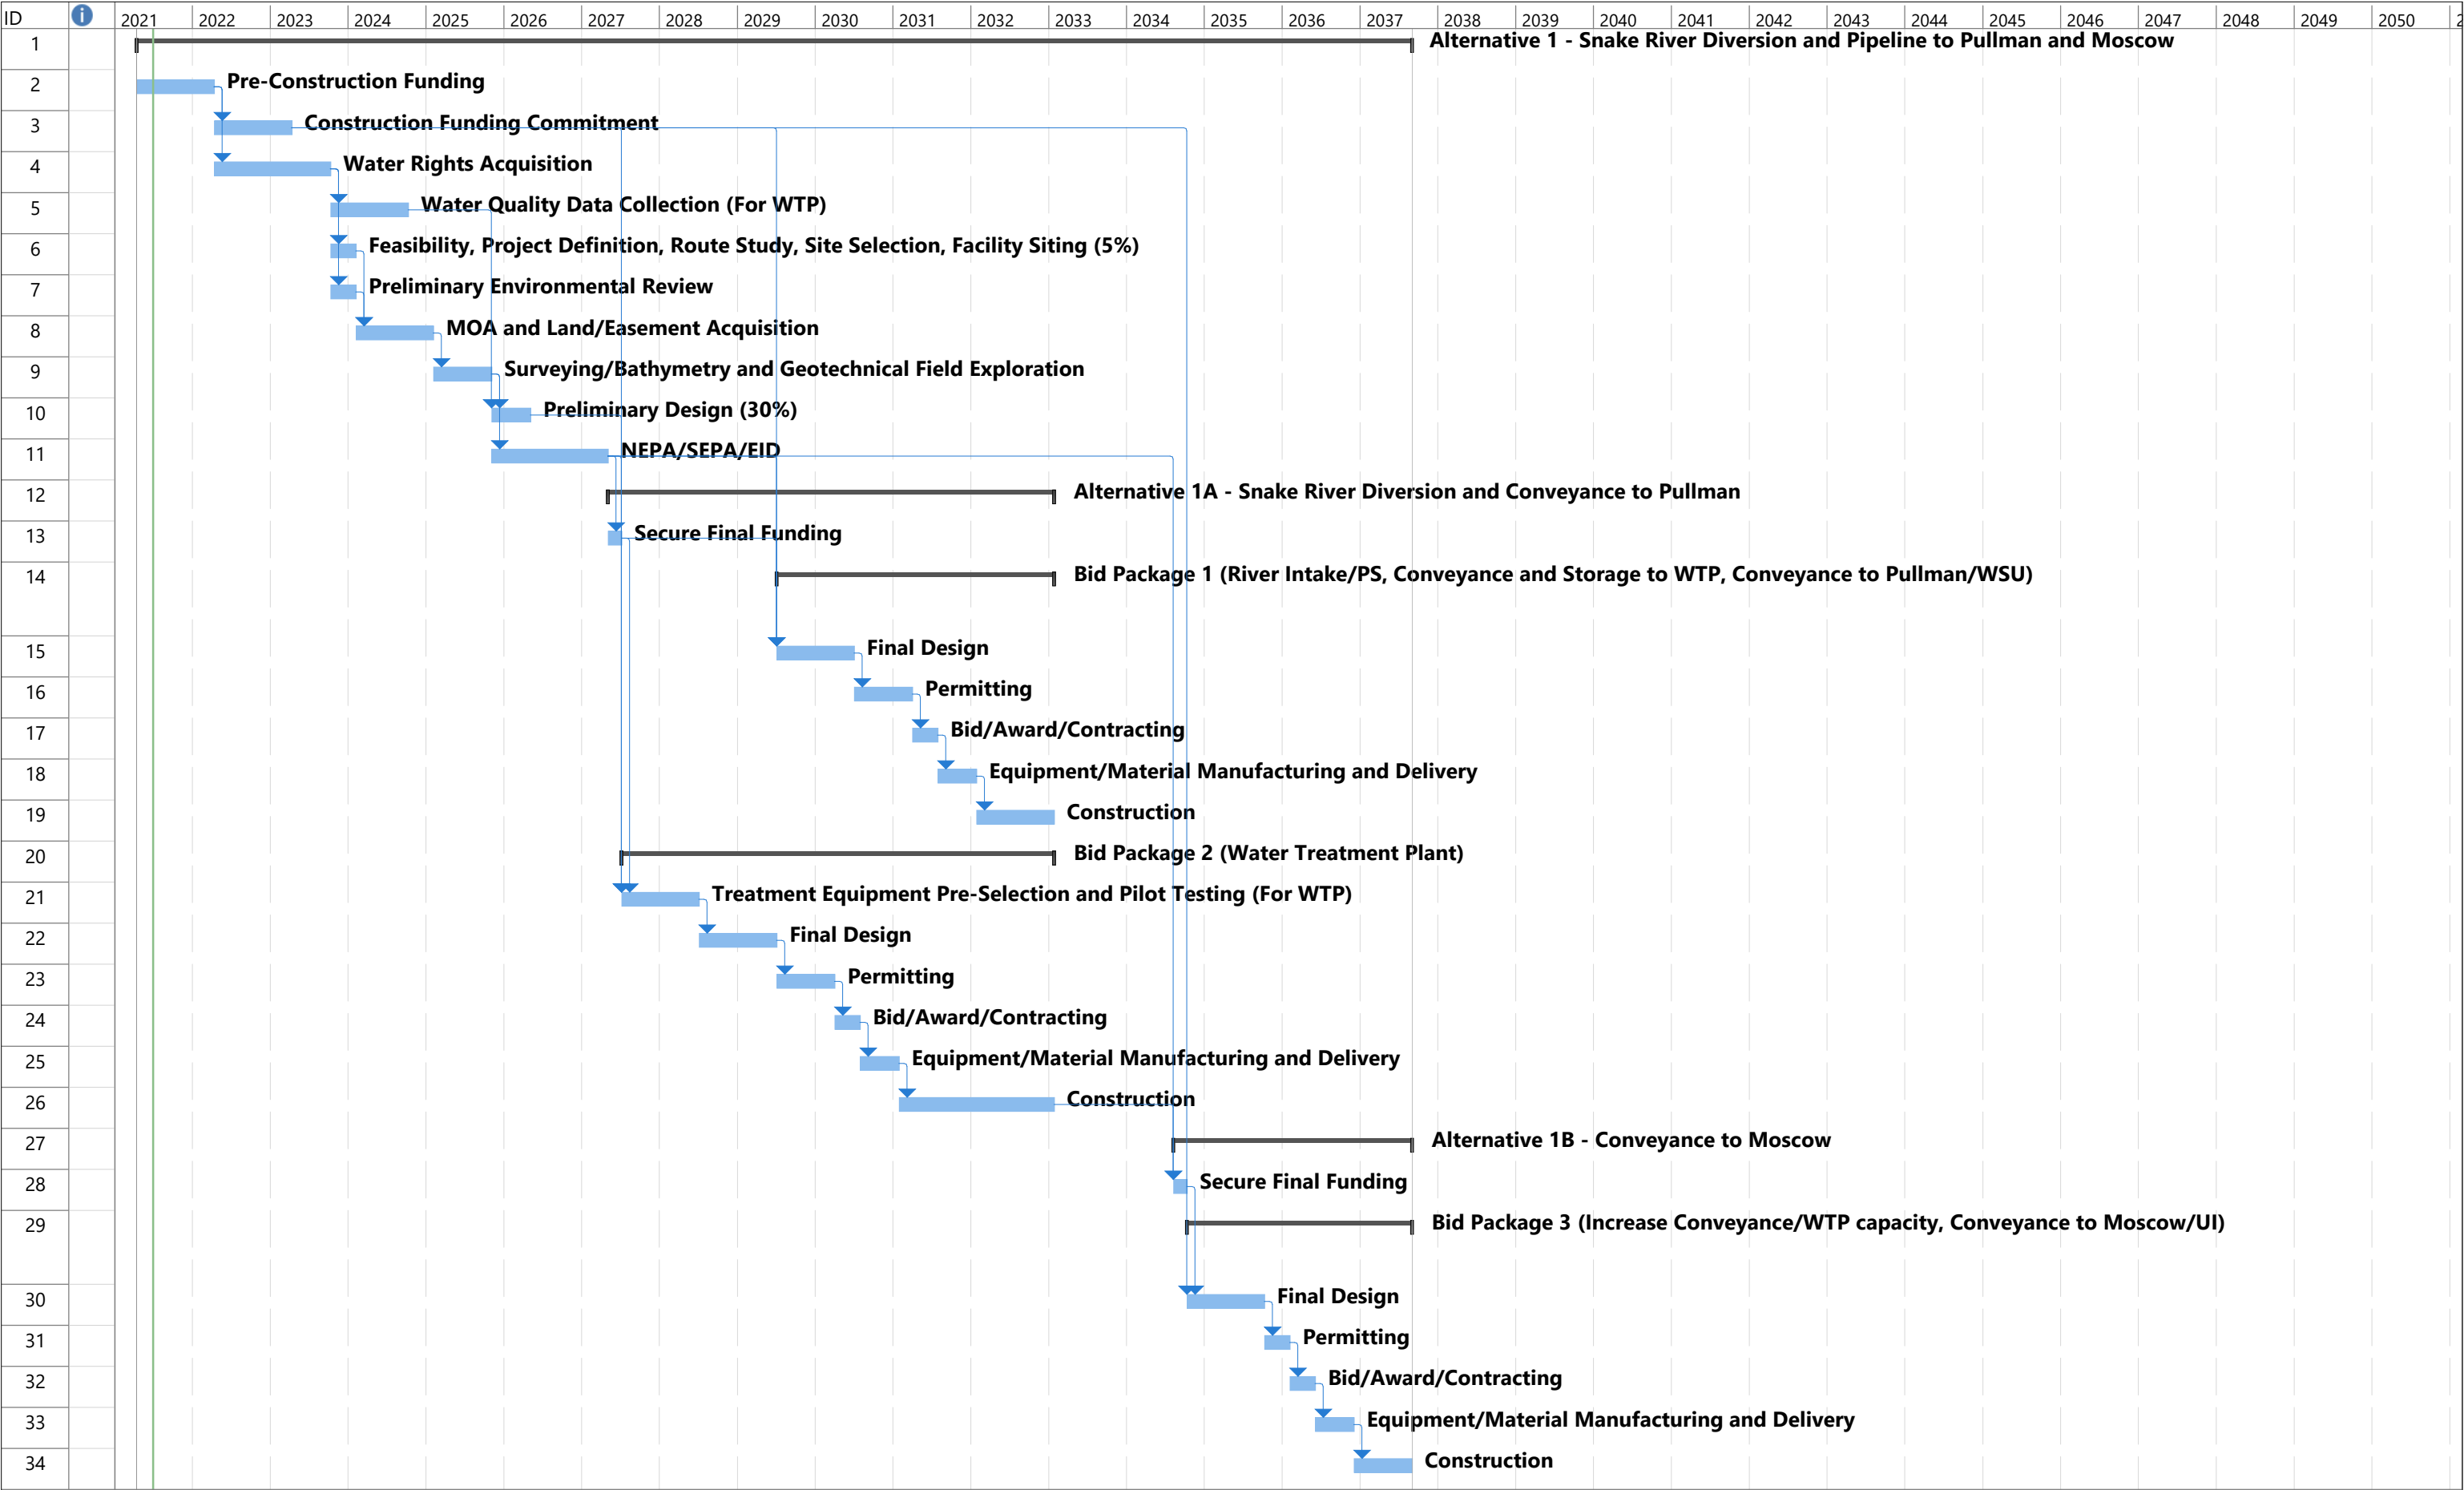 ID i 2021 2022 2023 2024 2025 2026 2027 2028 2029 2030 2031 2032 2033 2034 2035 2036 2037 2038 2039 2040 2041 2042 2043 2044 2045 2046 2047 2048 2049 2050
1 Alternative 1 - Snake River Diversion and Pipeline to Pullman and Moscow
2 Pre-Construction Funding
3 Construction Funding Commitment
4 Water Rights Acquisition
5 Water Quality Data Collection (For WTP)
6 Feasibility, Project Definition, Route Study, Site Selection, Facility Siting (5%)
7 Preliminary Environmental Review
8 MOA and Land/Easement Acquisition
9 Surveying/Bathymetry and Geotechnical Field Exploration
10 Preliminary Design (30%)
11 NEPA/SEPA/EID
12 Alternative 1A - Snake River Diversion and Conveyance to Pullman
13 Secure Final Funding
14 Bid Package 1 (River Intake/PS, Conveyance and Storage to WTP, Conveyance to Pullman/WSU)
15 Final Design
16 Permitting
17 Bid/Award/Contracting
18 Equipment/Material Manufacturing and Delivery
19 Construction
20 Bid Package 2 (Water Treatment Plant)
21 Treatment Equipment Pre-Selection and Pilot Testing (For WTP)
22 Final Design
23 Permitting
24 Bid/Award/Contracting
25 Equipment/Material Manufacturing and Delivery
26 Construction
27 Alternative 1B - Conveyance to Moscow
28 Secure Final Funding
29 Bid Package 3 (Increase Conveyance/WTP capacity, Conveyance to Moscow/UI)
30 Final Design
31 Permitting
32 Bid/Award/Contracting
33 Equipment/Material Manufacturing and Delivery
34 Construction